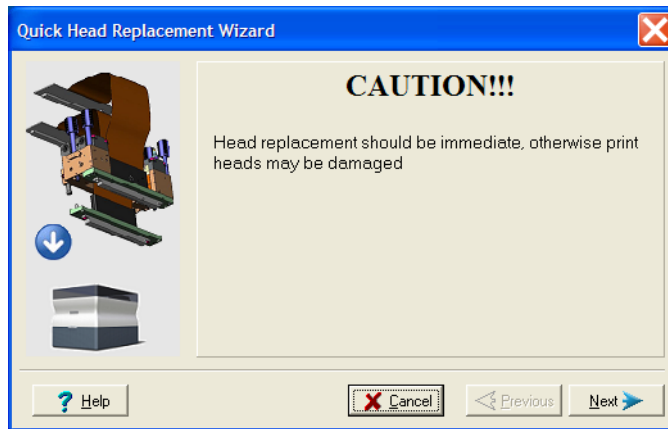 Quick Head Replacement Wizard
CAUTION!!!
Head replacement should be immediate, otherwise print
heads may be damaged
? Help
Cancel
Previous
Next